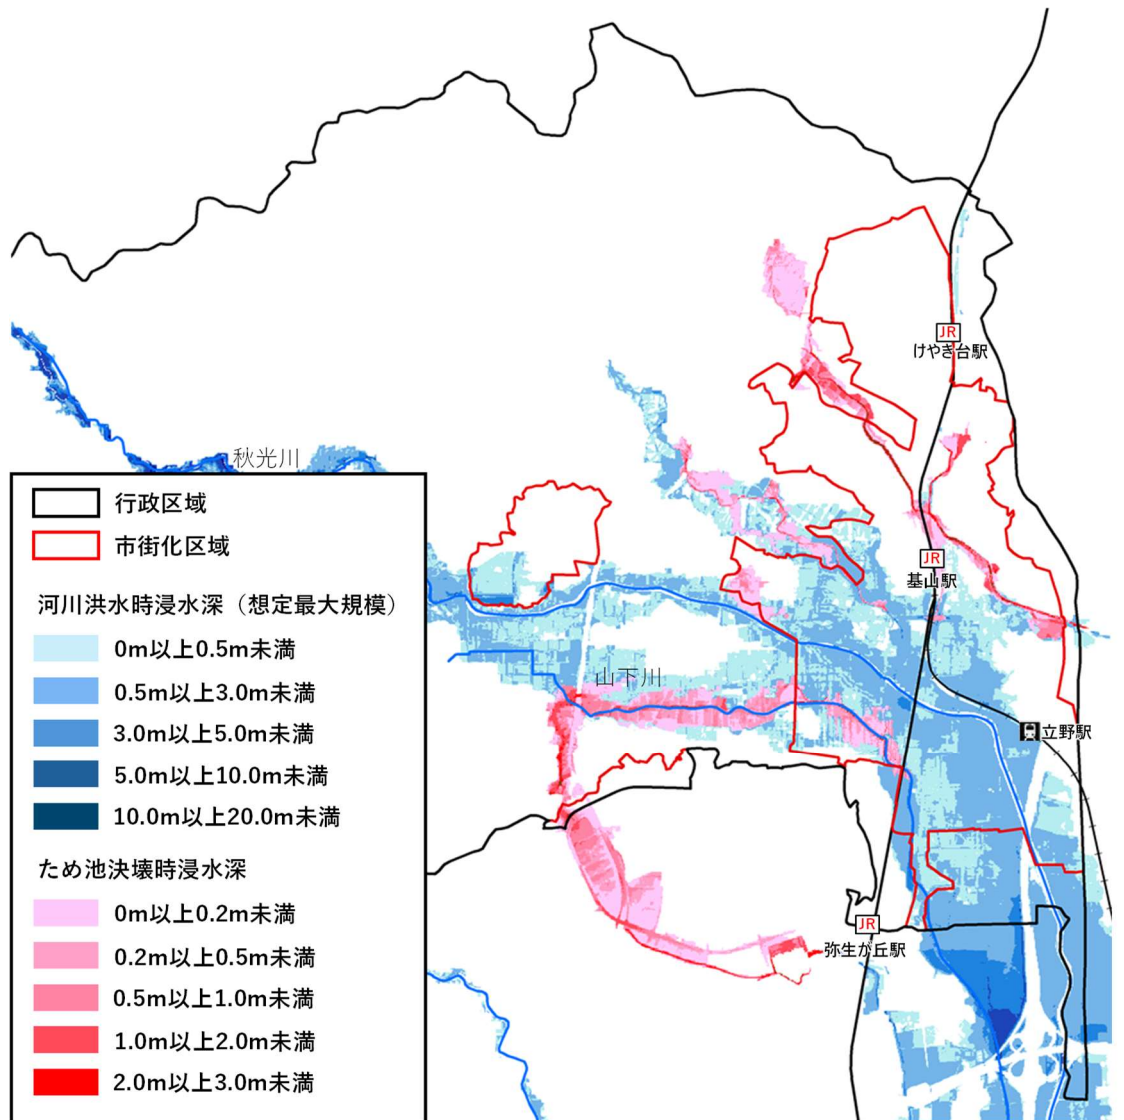 JR
けやき台駅
秋光川
行政区域
市街化区域
JR
基山駅
河川洪水時浸水深（想定最大規模）
0m以上0.5m未満
山下川
0.5m以上3.0m未満
3.0m以上5.0m未満
立野駅
5.0m以上10.0m未満
10.0m以上20.0m未満
ため池決壊時浸水深
0m以上0.2m未満
JR
弥生が丘駅
0.2m以上0.5m未満
0.5m以上1.0m未満
1.0m以上2.0m未満
2.0m以上3.0m未満